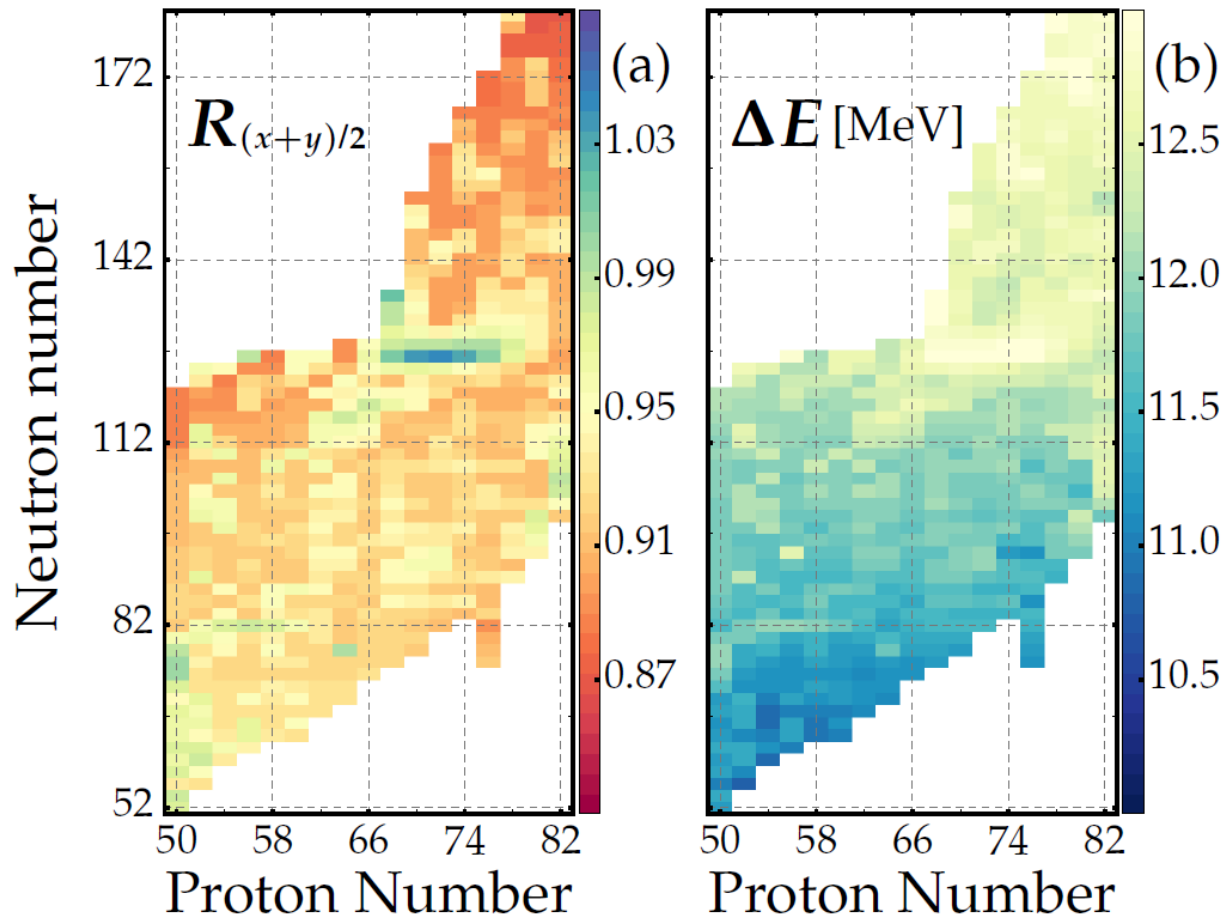 (a)
R(x+y)/2
172
142
112
82
52
Neutron number
50 58 66 74 82
Proton Number
1.03
0.99
0.95
0.91
0.87
(b)
ΔE [MeV]
12.5
12.0
11.5
11.0
10.5
50 58 66 74 82
Proton Number